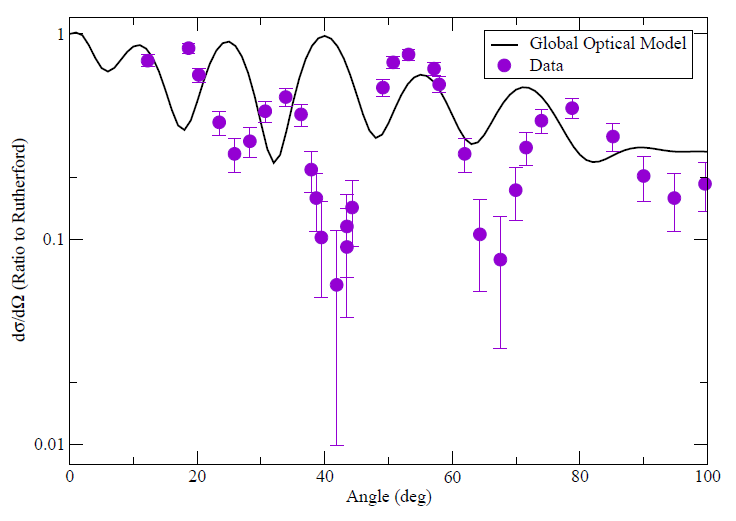 Global Optical Model
Data
1
0.1
0.01
dσ/dΩ (Ratio to Rutherford)
0 20 40 60 80 100
Angle (deg)